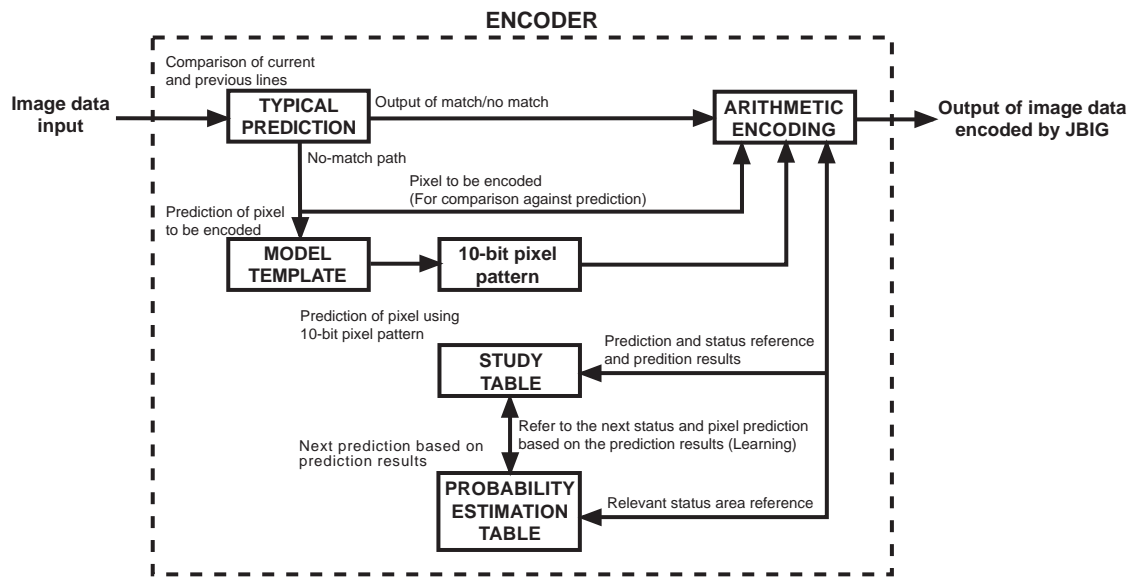 ENCODER
Comparison of current
and previous lines
Image data
input
TYPICAL
PREDICTION
Output of match/no match
ARITHMETIC
ENCODING
Output of image data
encoded by JBIG
No-match path
Pixel to be encoded
(For comparison against prediction)
Prediction of pixel
to be encoded
MODEL
TEMPLATE
10-bit pixel
pattern
Prediction of pixel using
10-bit pixel pattern
Prediction and status reference
and predition results
STUDY
TABLE
Refer to the next status and pixel prediction
based on the prediction results (Learning)
Next prediction based on
prediction results
PROBABILITY
ESTIMATION
TABLE
Relevant status area reference